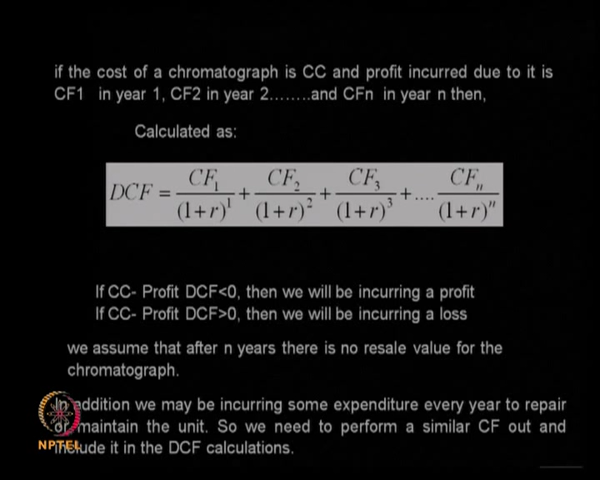 if the cost of a chromatograph is CC and profit incurred due to it is
CF1 in year 1, CF2 in year 2........and CFn in year n then,
Calculated as:
DCF = CF₁/(1+r)¹ + CF₂/(1+r)² + CF₃/(1+r)³ + .... CFₙ/(1+r)ⁿ
If CC- Profit DCF<0, then we will be incurring a profit
If CC- Profit DCF>0, then we will be incurring a loss
we assume that after n years there is no resale value for the
chromatograph.
In addition we may be incurring some expenditure every year to repair
or maintain the unit. So we need to perform a similar CF out and
include it in the DCF calculations.
NPTEL